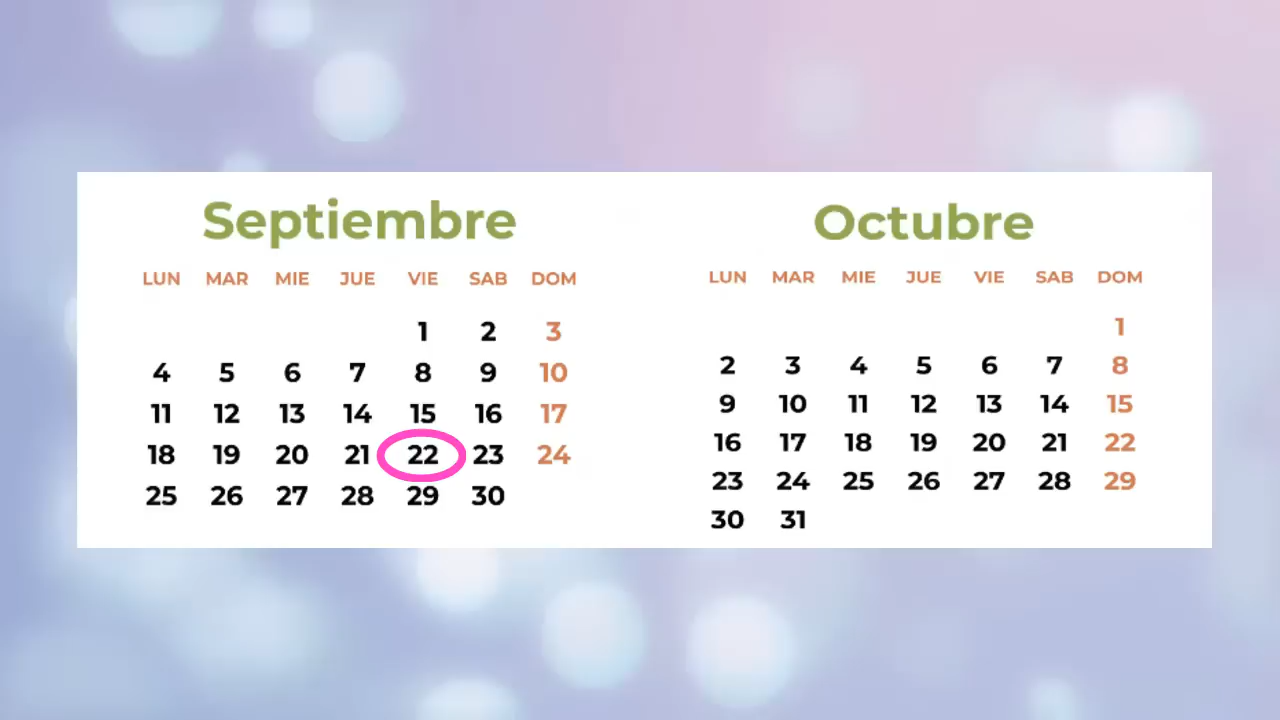 Septiembre
LUN MAR MIE JUE VIE SAB DOM
1 2 3
4 5 6 7 8 9 10
11 12 13 14 15 16 17
18 19 20 21 22 23 24
25 26 27 28 29 30
Octubre
LUN MAR MIE JUE VIE SAB DOM
1
2 3 4 5 6 7 8
9 10 11 12 13 14 15
16 17 18 19 20 21 22
23 24 25 26 27 28 29
30 31